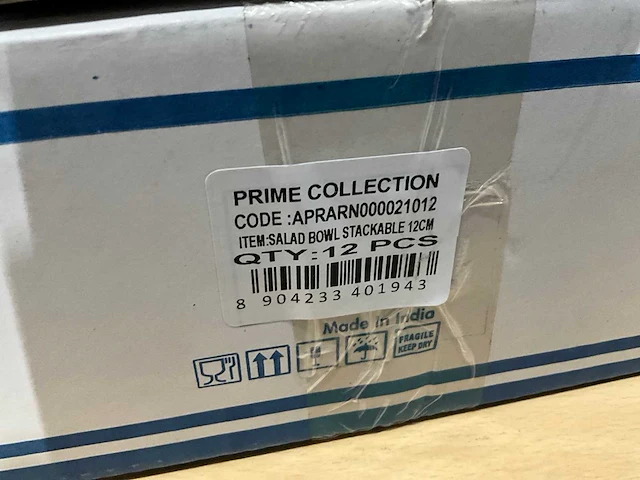 PRIME COLLECTION
CODE :APRARN000021012
ITEM:SALAD BOWL STACKABLE 12CM
QTY:12 PCS
8 904233 401943
Made in India
FRAGILE
KEEP DRY